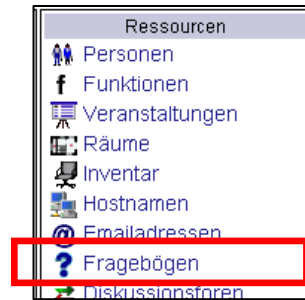 Ressourcen
Personen
f Funktionen
Veranstaltungen
Räume
Inventar
Hostnamen
@ Emailadressen
? Fragebögen
Diskussionsforen